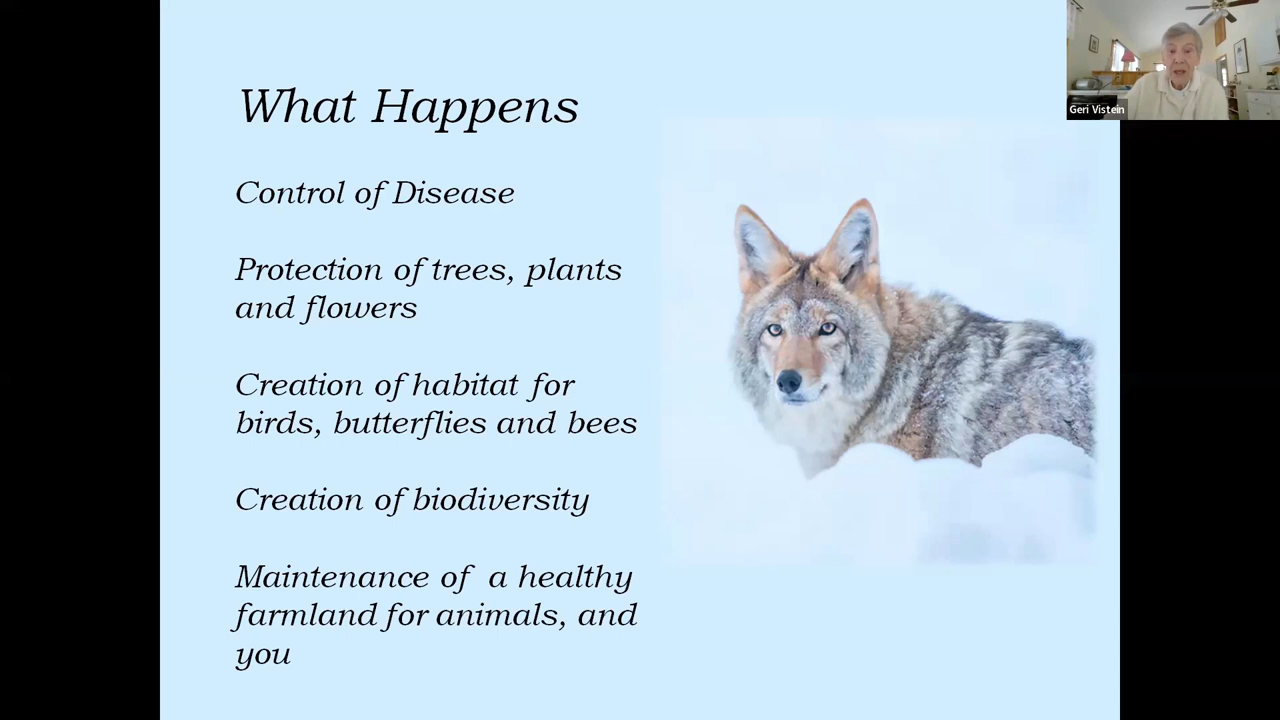 What Happens
Control of Disease
Protection of trees, plants
and flowers
Creation of habitat for
birds, butterflies and bees
Creation of biodiversity
Maintenance of  a healthy
farmland for animals, and
you
Geri Vistein